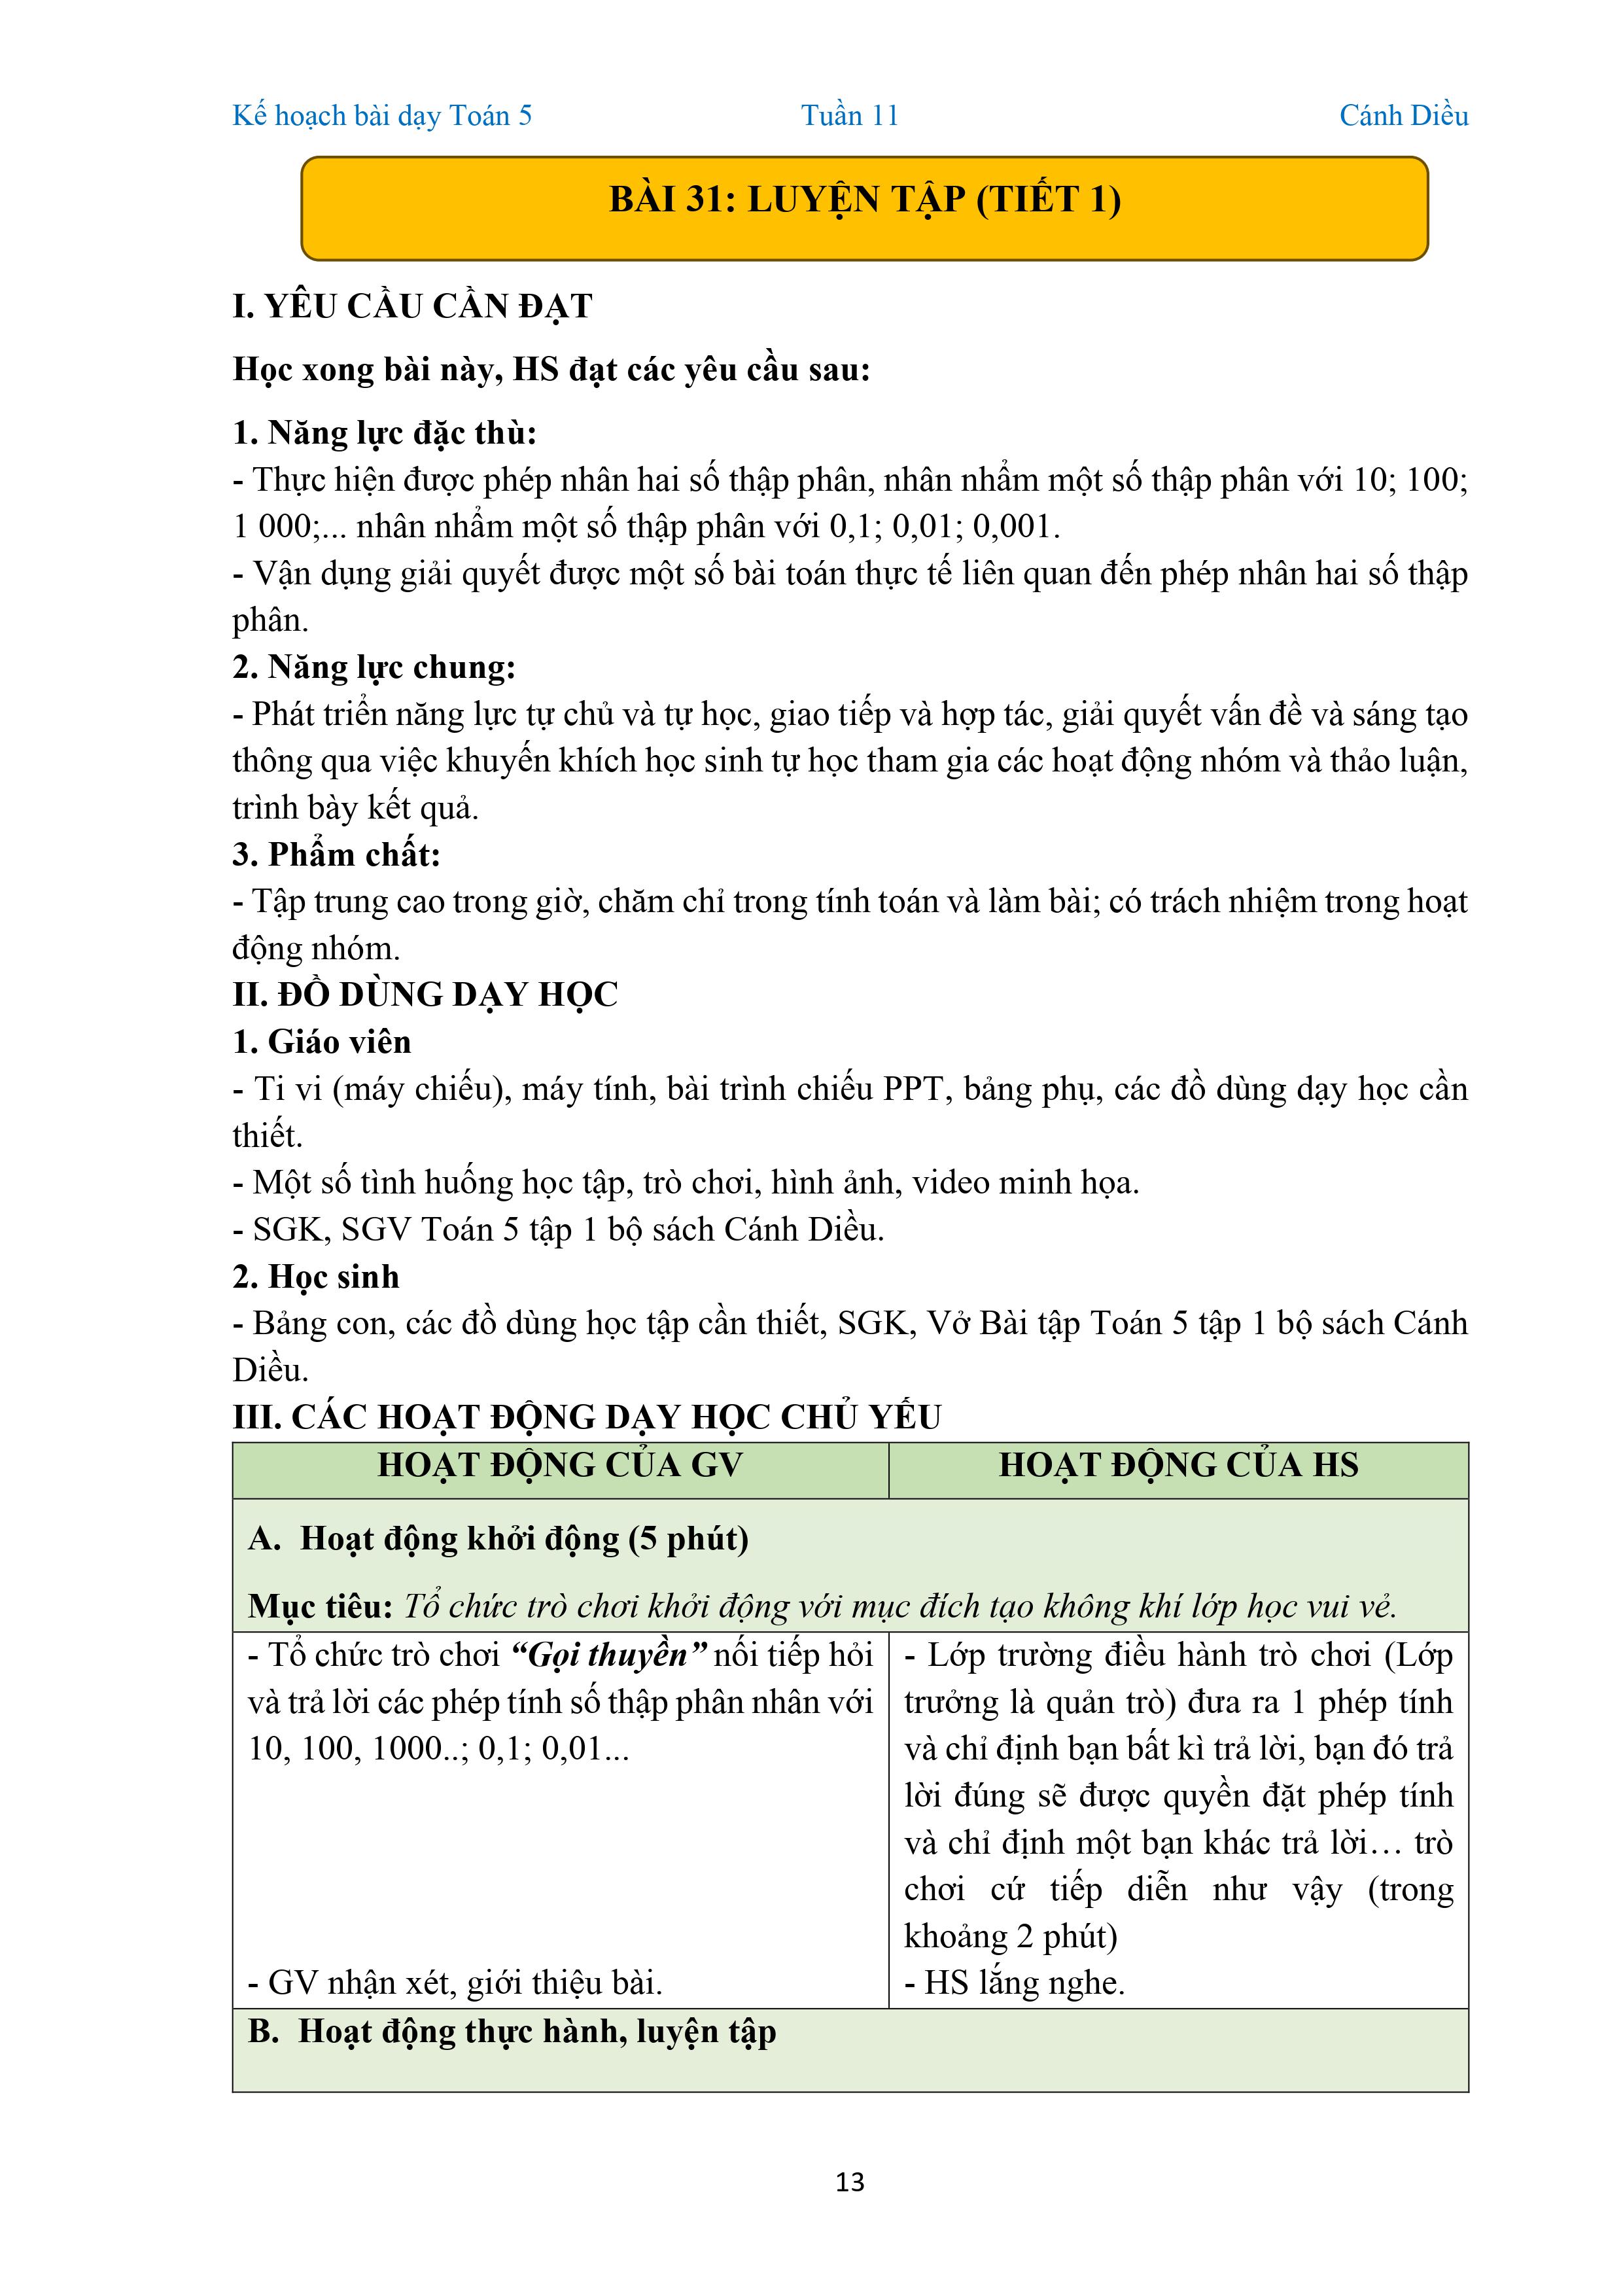 Kế hoạch bài dạy Toán 5 Tuần 11 Cánh Diều
BÀI 31: LUYỆN TẬP (TIẾT 1)
I. YÊU CẦU CẦN ĐẠT
Học xong bài này, HS đạt các yêu cầu sau:
1. Năng lực đặc thù:
- Thực hiện được phép nhân hai số thập phân, nhân nhẩm một số thập phân với 10; 100;
1 000;... nhân nhẩm một số thập phân với 0,1; 0,01; 0,001.
- Vận dụng giải quyết được một số bài toán thực tế liên quan đến phép nhân hai số thập
phân.
2. Năng lực chung:
- Phát triển năng lực tự chủ và tự học, giao tiếp và hợp tác, giải quyết vấn đề và sáng tạo
thông qua việc khuyến khích học sinh tự học tham gia các hoạt động nhóm và thảo luận,
trình bày kết quả.
3. Phẩm chất:
- Tập trung cao trong giờ, chăm chỉ trong tính toán và làm bài; có trách nhiệm trong hoạt
động nhóm.
II. ĐỒ DÙNG DẠY HỌC
1. Giáo viên
- Ti vi (máy chiếu), máy tính, bài trình chiếu PPT, bảng phụ, các đồ dùng dạy học cần
thiết.
- Một số tình huống học tập, trò chơi, hình ảnh, video minh họa.
- SGK, SGV Toán 5 tập 1 bộ sách Cánh Diều.
2. Học sinh
- Bảng con, các đồ dùng học tập cần thiết, SGK, Vở Bài tập Toán 5 tập 1 bộ sách Cánh
Diều.
III. CÁC HOẠT ĐỘNG DẠY HỌC CHỦ YẾU
HOẠT ĐỘNG CỦA GV
HOẠT ĐỘNG CỦA HS
A. Hoạt động khởi động (5 phút)
Mục tiêu: Tổ chức trò chơi khởi động với mục đích tạo không khí lớp học vui vẻ.
- Tổ chức trò chơi “Gọi thuyền” nối tiếp hỏi
và trả lời các phép tính số thập phân nhân với
10, 100, 1000..; 0,1; 0,01...
- GV nhận xét, giới thiệu bài.
- Lớp trường điều hành trò chơi (Lớp
trưởng là quản trò) đưa ra 1 phép tính
và chỉ định bạn bất kì trả lời, bạn đó trả
lời đúng sẽ được quyền đặt phép tính
và chỉ định một bạn khác trả lời… trò
chơi cứ tiếp diễn như vậy (trong
khoảng 2 phút)
- HS lắng nghe.
B. Hoạt động thực hành, luyện tập
13